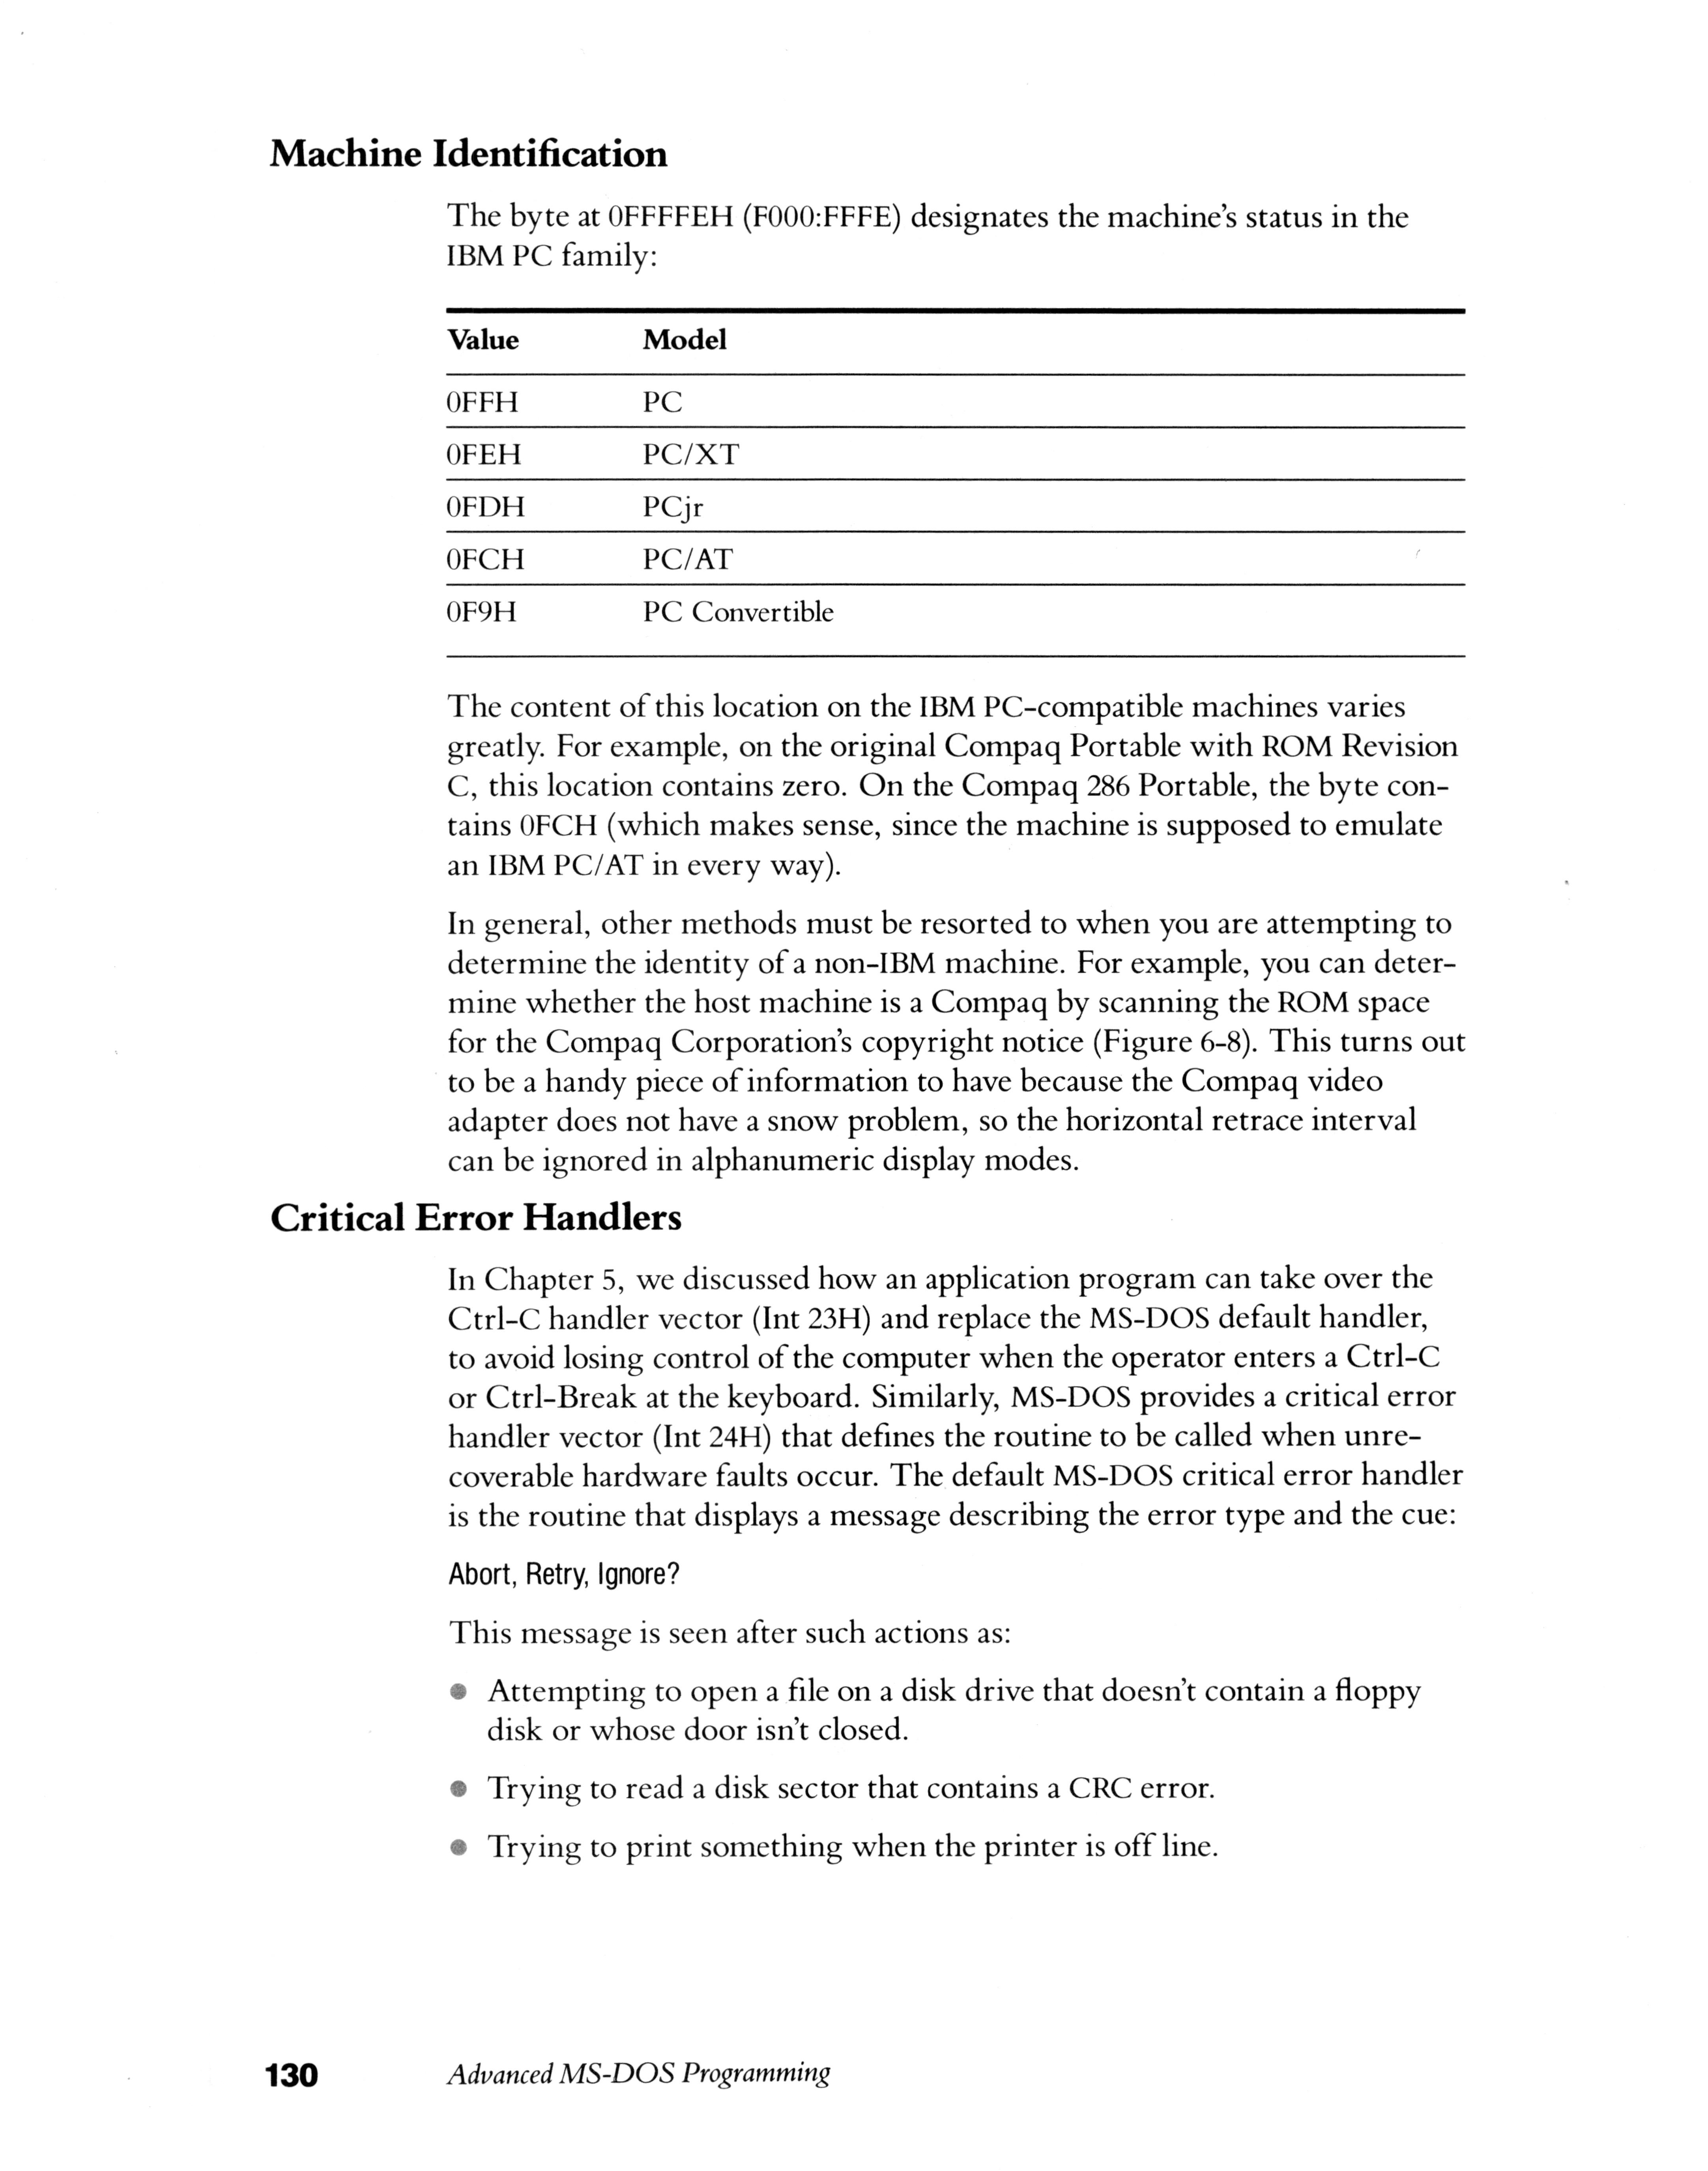 Machine Identification
The byte at 0FFFFEH (F000:FFFE) designates the machine's status in the
IBM PC family:
Value Model
0FFH PC
0FEH PC/XT
0FDH PCjr
0FCH PC/AT
0F9H PC Convertible
The content of this location on the IBM PC-compatible machines varies
greatly. For example, on the original Compaq Portable with ROM Revision
C, this location contains zero. On the Compaq 286 Portable, the byte con-
tains 0FCH (which makes sense, since the machine is supposed to emulate
an IBM PC/AT in every way).
In general, other methods must be resorted to when you are attempting to
determine the identity of a non-IBM machine. For example, you can deter-
mine whether the host machine is a Compaq by scanning the ROM space
for the Compaq Corporation's copyright notice (Figure 6-8). This turns out
to be a handy piece of information to have because the Compaq video
adapter does not have a snow problem, so the horizontal retrace interval
can be ignored in alphanumeric display modes.
Critical Error Handlers
In Chapter 5, we discussed how an application program can take over the
Ctrl-C handler vector (Int 23H) and replace the MS-DOS default handler,
to avoid losing control of the computer when the operator enters a Ctrl-C
or Ctrl-Break at the keyboard. Similarly, MS-DOS provides a critical error
handler vector (Int 24H) that defines the routine to be called when unre-
coverable hardware faults occur. The default MS-DOS critical error handler
is the routine that displays a message describing the error type and the cue:
Abort, Retry, Ignore?
This message is seen after such actions as:
● Attempting to open a file on a disk drive that doesn't contain a floppy
disk or whose door isn't closed.
● Trying to read a disk sector that contains a CRC error.
● Trying to print something when the printer is off line.
130 Advanced MS-DOS Programming